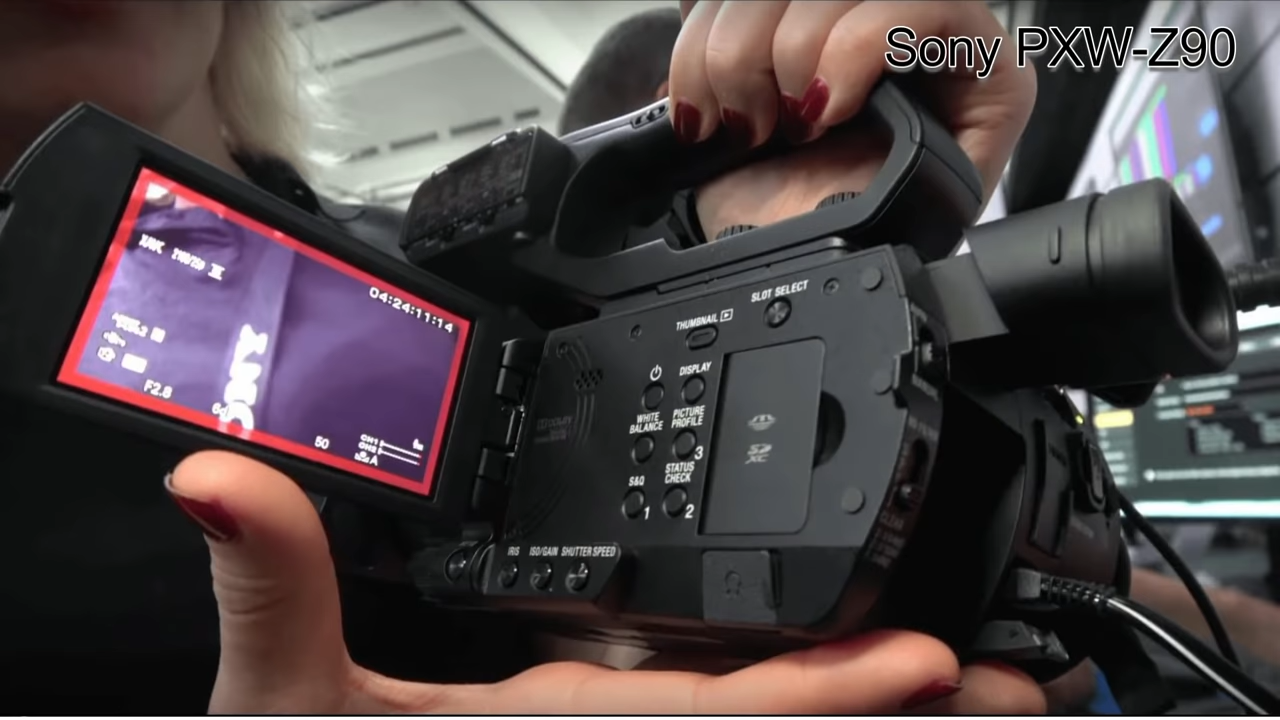 Sony PXW-Z90
04:24:11:14
F2.8
50
CH1
CH2
A
SLOT SELECT
THUMBNAIL
DISPLAY
WHITE
BALANCE
PICTURE
PROFILE
3
STATUS
CHECK
S&Q
1
2
IRIS
ISO/GAIN
SHUTTER SPEED
DOLBY
SD
XC